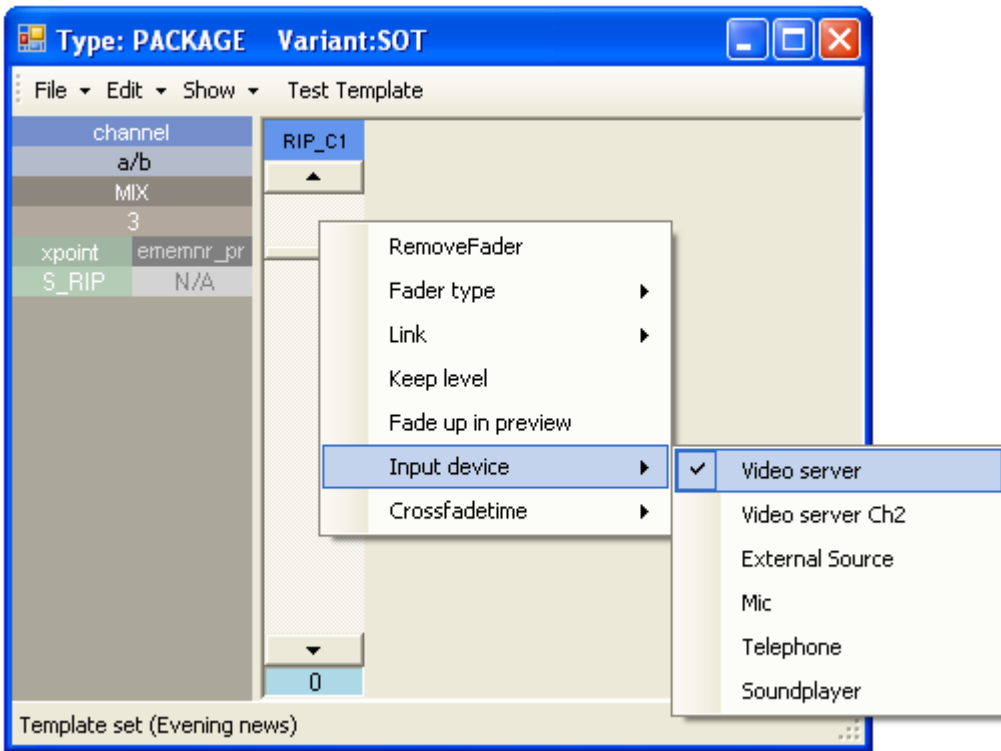 Type: PACKAGE Variant:SOT
File Edit Show Test Template
channel
a/b
MIX
3
xpoint ememnr_pr
S_RIP N/A
RIP_C1
0
RemoveFader
Fader type
Link
Keep level
Fade up in preview
Input device
Crossfadetime
Video server
Video server Ch2
External Source
Mic
Telephone
Soundplayer
Template set (Evening news)